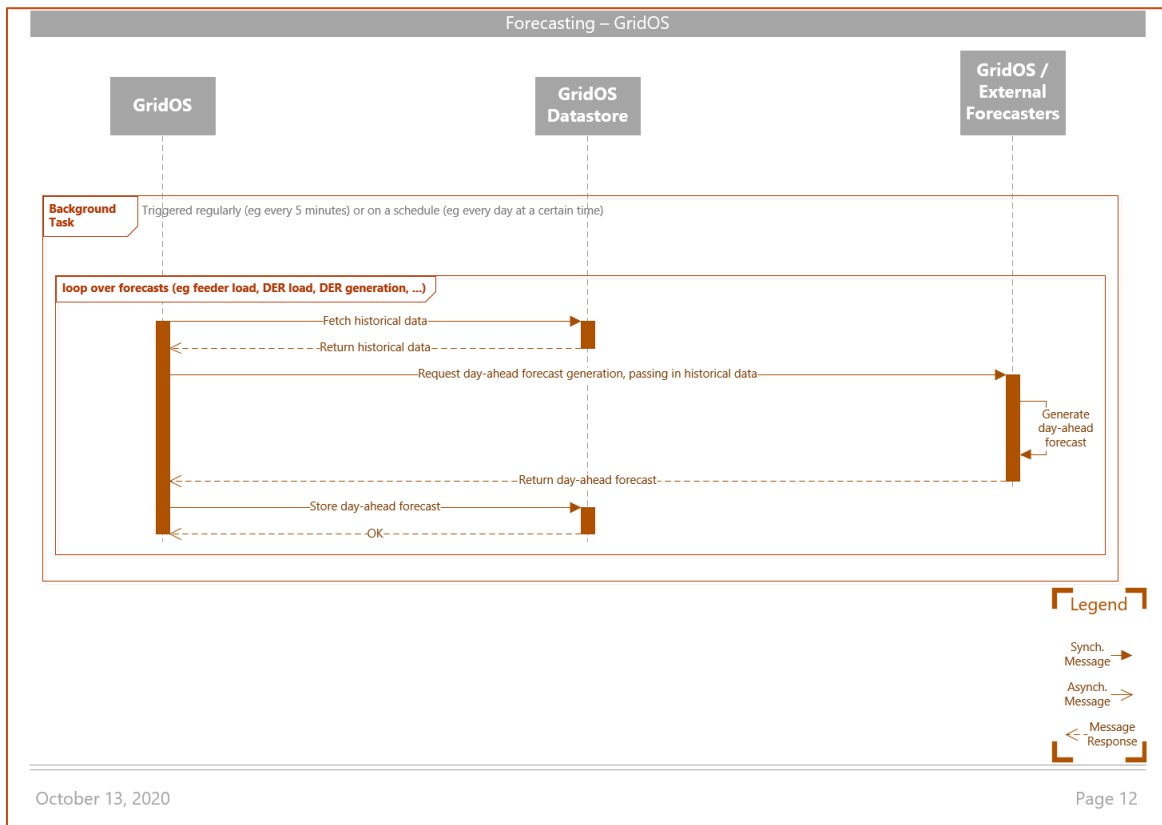 Forecasting – GridOS
GridOS
GridOS
Datastore
GridOS /
External
Forecasters
Background
Task
Triggered regularly (eg every 5 minutes) or on a schedule (eg every day at a certain time)
loop over forecasts (eg feeder load, DER load, DER generation, ...)
Fetch historical data
Return historical data
Request day-ahead forecast generation, passing in historical data
Generate
day-ahead
forecast
Return day-ahead forecast
Store day-ahead forecast
OK
Legend
Synch.
Message
Asynch.
Message
Message
Response
October 13, 2020
Page 12